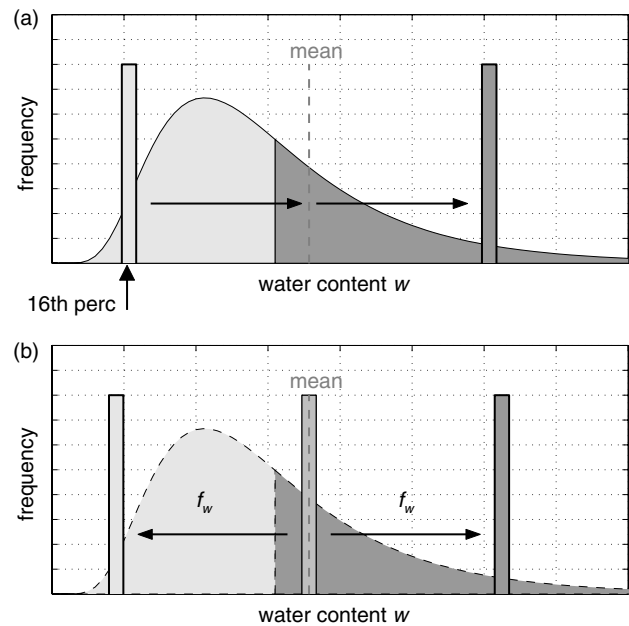 (a)
mean
frequency
water content w
16th perc
(b)
mean
frequency
f_w
f_w
water content w